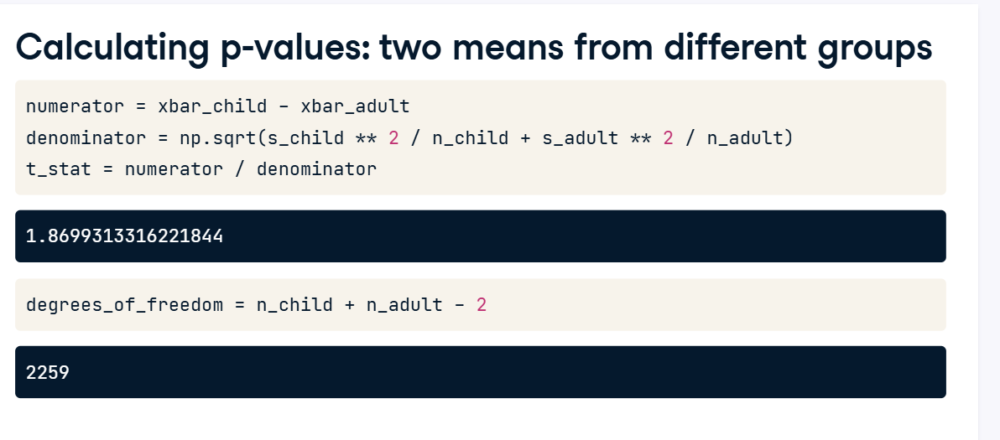 Calculating p-values: two means from different groups
numerator = xbar_child - xbar_adult
denominator = np.sqrt(s_child ** 2 / n_child + s_adult ** 2 / n_adult)
t_stat = numerator / denominator
1.8699313316221844
degrees_of_freedom = n_child + n_adult - 2
2259